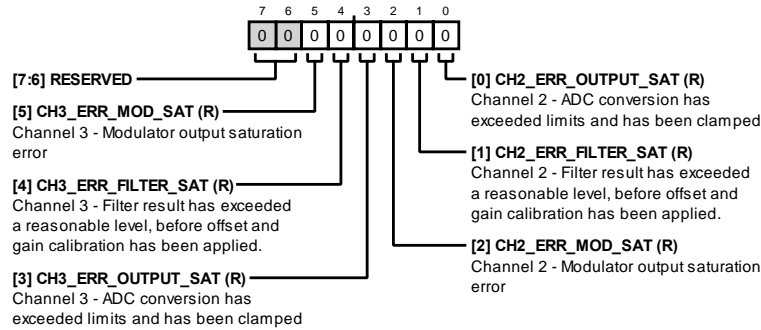 7 6 5 4 3 2 1 0
0 0 0 0 0 0 0 0
[7:6] RESERVED
[5] CH3_ERR_MOD_SAT (R)
Channel 3 - Modulator output saturation
error
[4] CH3_ERR_FILTER_SAT (R)
Channel 3 - Filter result has exceeded
a reasonable level, before offset and
gain calibration has been applied.
[3] CH3_ERR_OUTPUT_SAT (R)
Channel 3 - ADC conversion has
exceeded limits and has been clamped
[0] CH2_ERR_OUTPUT_SAT (R)
Channel 2 - ADC conversion has
exceeded limits and has been clamped
[1] CH2_ERR_FILTER_SAT (R)
Channel 2 - Filter result has exceeded
a reasonable level, before offset and
gain calibration has been applied.
[2] CH2_ERR_MOD_SAT (R)
Channel 2 - Modulator output saturation
error